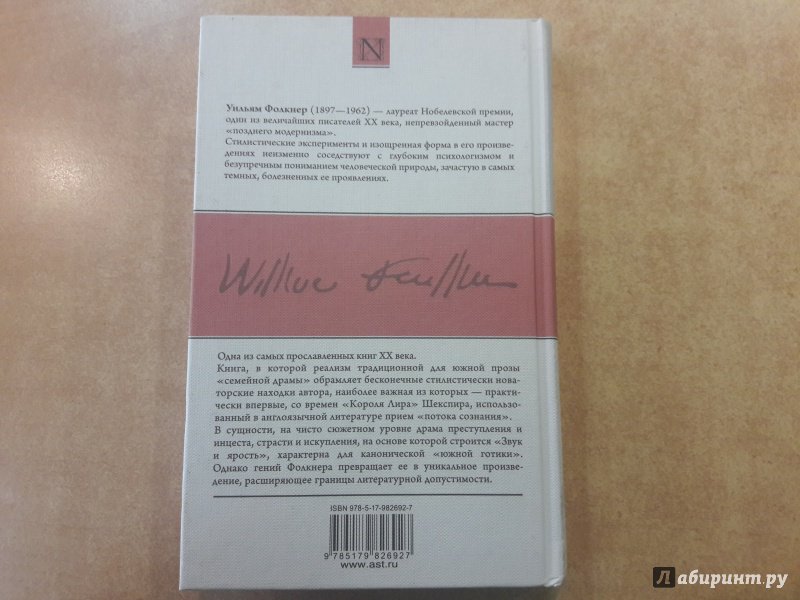 N
Уильям Фолкнер (1897—1962) — лауреат Нобелевской премии,
один из величайших писателей XX века, непревзойденный мастер
«позднего модернизма».
Стилистические эксперименты и изощренная форма в его произве-
дениях неизменно соседствуют с глубоким психологизмом и
безупречным пониманием человеческой природы, зачастую в самых
темных, болезненных ее проявлениях.
Одна из самых прославленных книг XX века.
Книга, в которой реализм традиционной для южной прозы
«семейной драмы» обрамляет бесконечные стилистически нова-
торские находки автора, наиболее важная из которых — практи-
чески впервые, со времен «Короля Лира» Шекспира, использо-
ванный в англоязычной литературе прием «потока сознания».
В сущности, на чисто сюжетном уровне драма преступления и
инцеста, страсти и искупления, на основе которой строится «Звук
и ярость», характерна для канонической «южной готики».
Однако гений Фолкнера превращает ее в уникальное произве-
дение, расширяющее границы литературной допустимости.
ISBN 978-5-17-982692-7
9 785179 826927
www.ast.ru
Лабиринт.ру